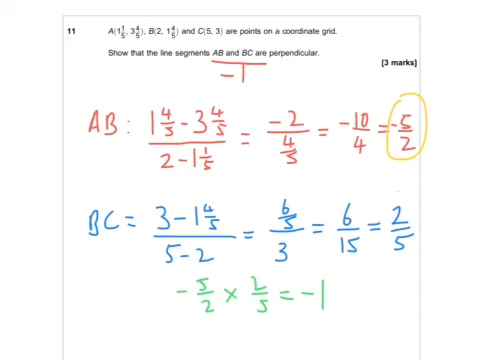 11 A(1 1/5, 3 4/5), B(2, 1 4/5) and C(5, 3) are points on a coordinate grid.
Show that the line segments AB and BC are perpendicular.
[3 marks]
-1
AB: (1 4/5 - 3 4/5)/(2 - 1 1/5) = -2/(4/5) = -10/4 = -5/2
BC = (3 - 1 4/5)/(5 - 2) = (6/5)/3 = 6/15 = 2/5
-5/2 × 2/5 = -1